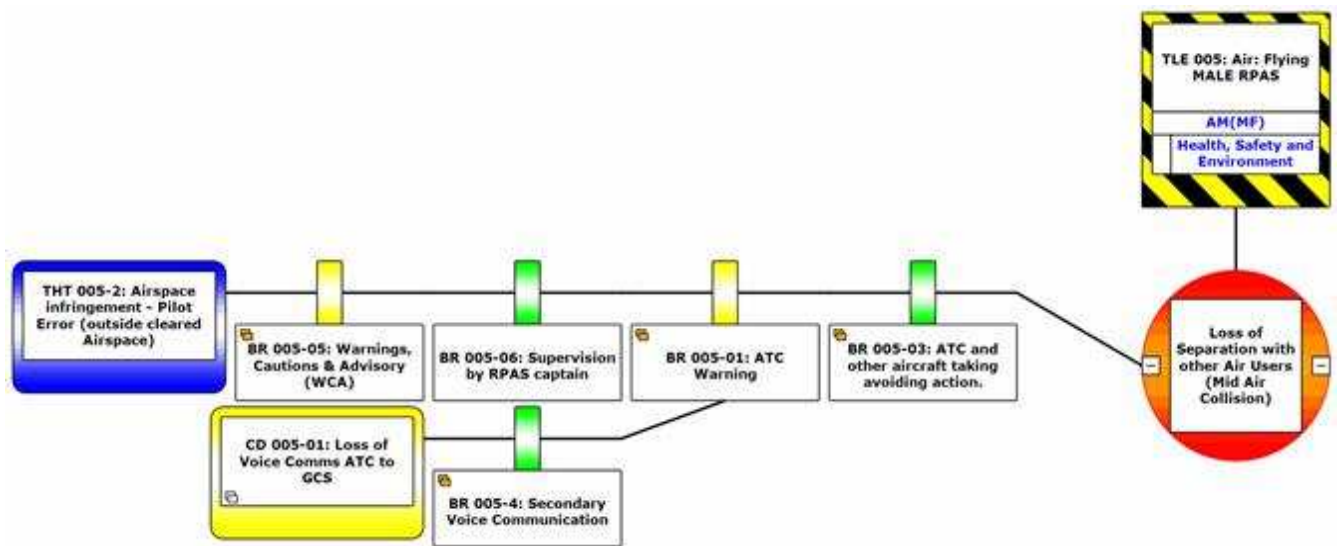 TLE 005: Air: Flying
MALE RPAS
AM(MF)
Health, Safety and
Environment
THT 005-2: Airspace
infringement - Pilot
Error (outside cleared
Airspace)
BR 005-05: Warnings,
Cautions & Advisory
(WCA)
BR 005-06: Supervision
by RPAS captain
BR 005-01: ATC
Warning
BR 005-03: ATC and
other aircraft taking
avoiding action.
Loss of
Separation with
other Air Users
(Mid Air
Collision)
CD 005-01: Loss of
Voice Comms ATC to
GCS
BR 005-4: Secondary
Voice Communication